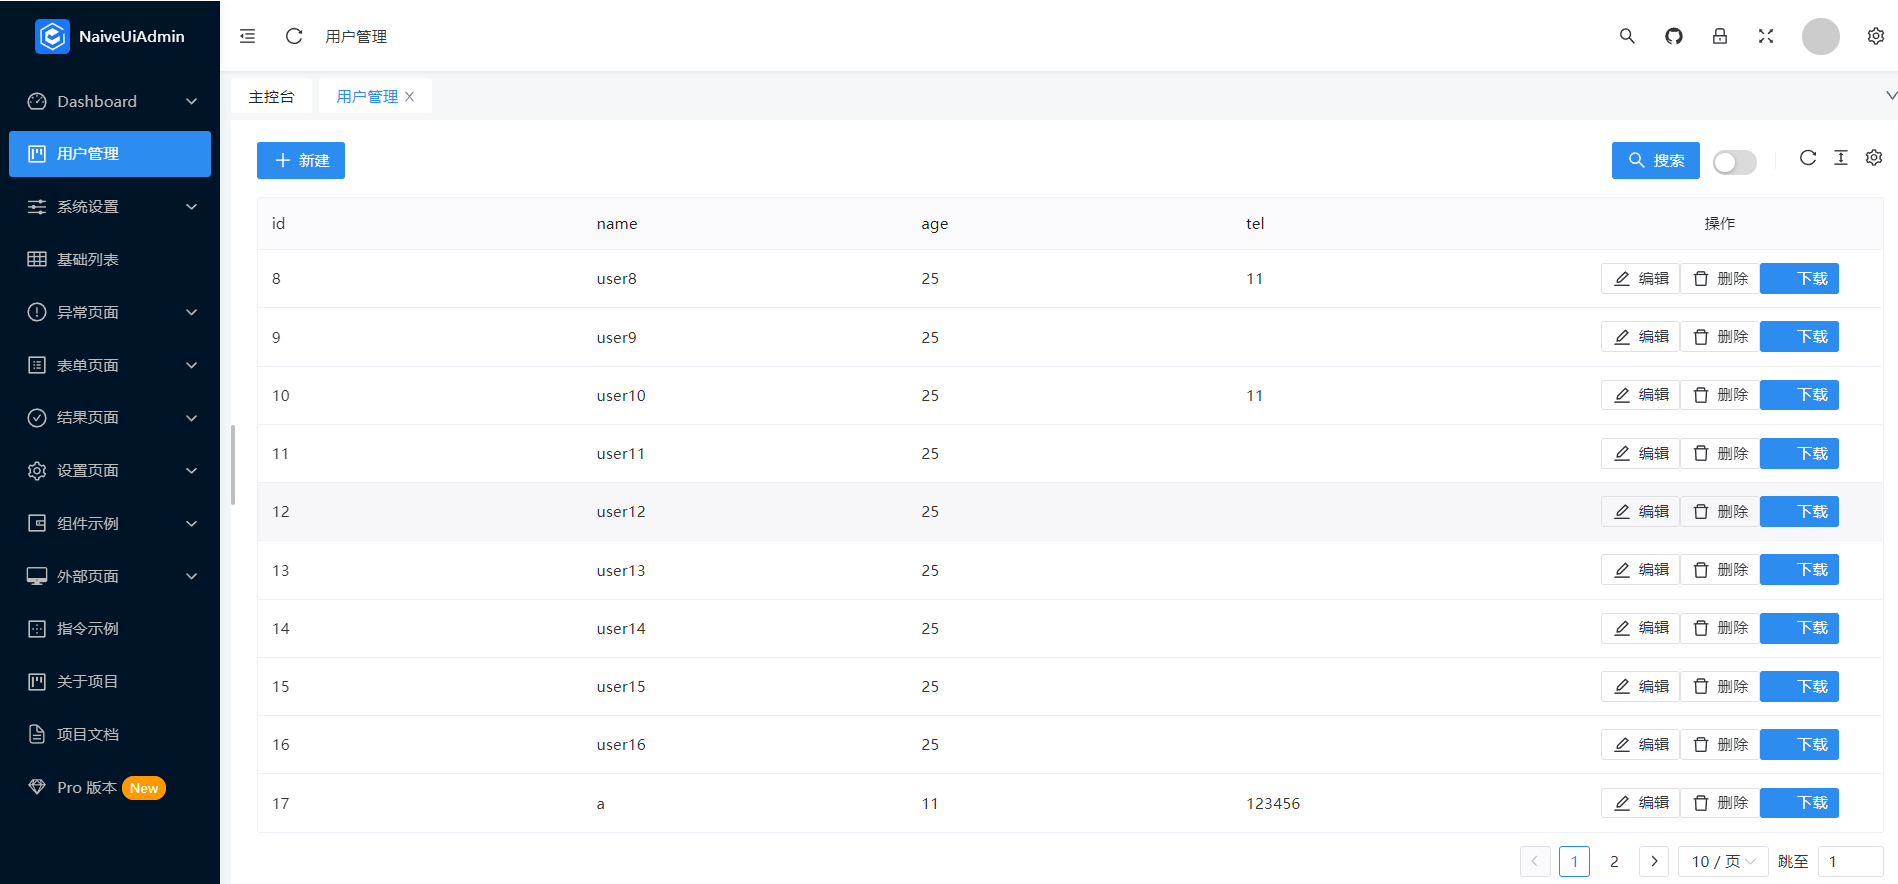 NaiveUiAdmin
Dashboard
用户管理
系统设置
基础列表
异常页面
表单页面
结果页面
设置页面
组件示例
外部页面
指令示例
关于项目
项目文档
Pro 版本 New
用户管理
主控台 用户管理
新建 搜索
id name age tel 操作
8 user8 25 11 编辑 删除 下载
9 user9 25 编辑 删除 下载
10 user10 25 11 编辑 删除 下载
11 user11 25 编辑 删除 下载
12 user12 25 编辑 删除 下载
13 user13 25 编辑 删除 下载
14 user14 25 编辑 删除 下载
15 user15 25 编辑 删除 下载
16 user16 25 编辑 删除 下载
17 a 11 123456 编辑 删除 下载
1 2 10 / 页 跳至 1